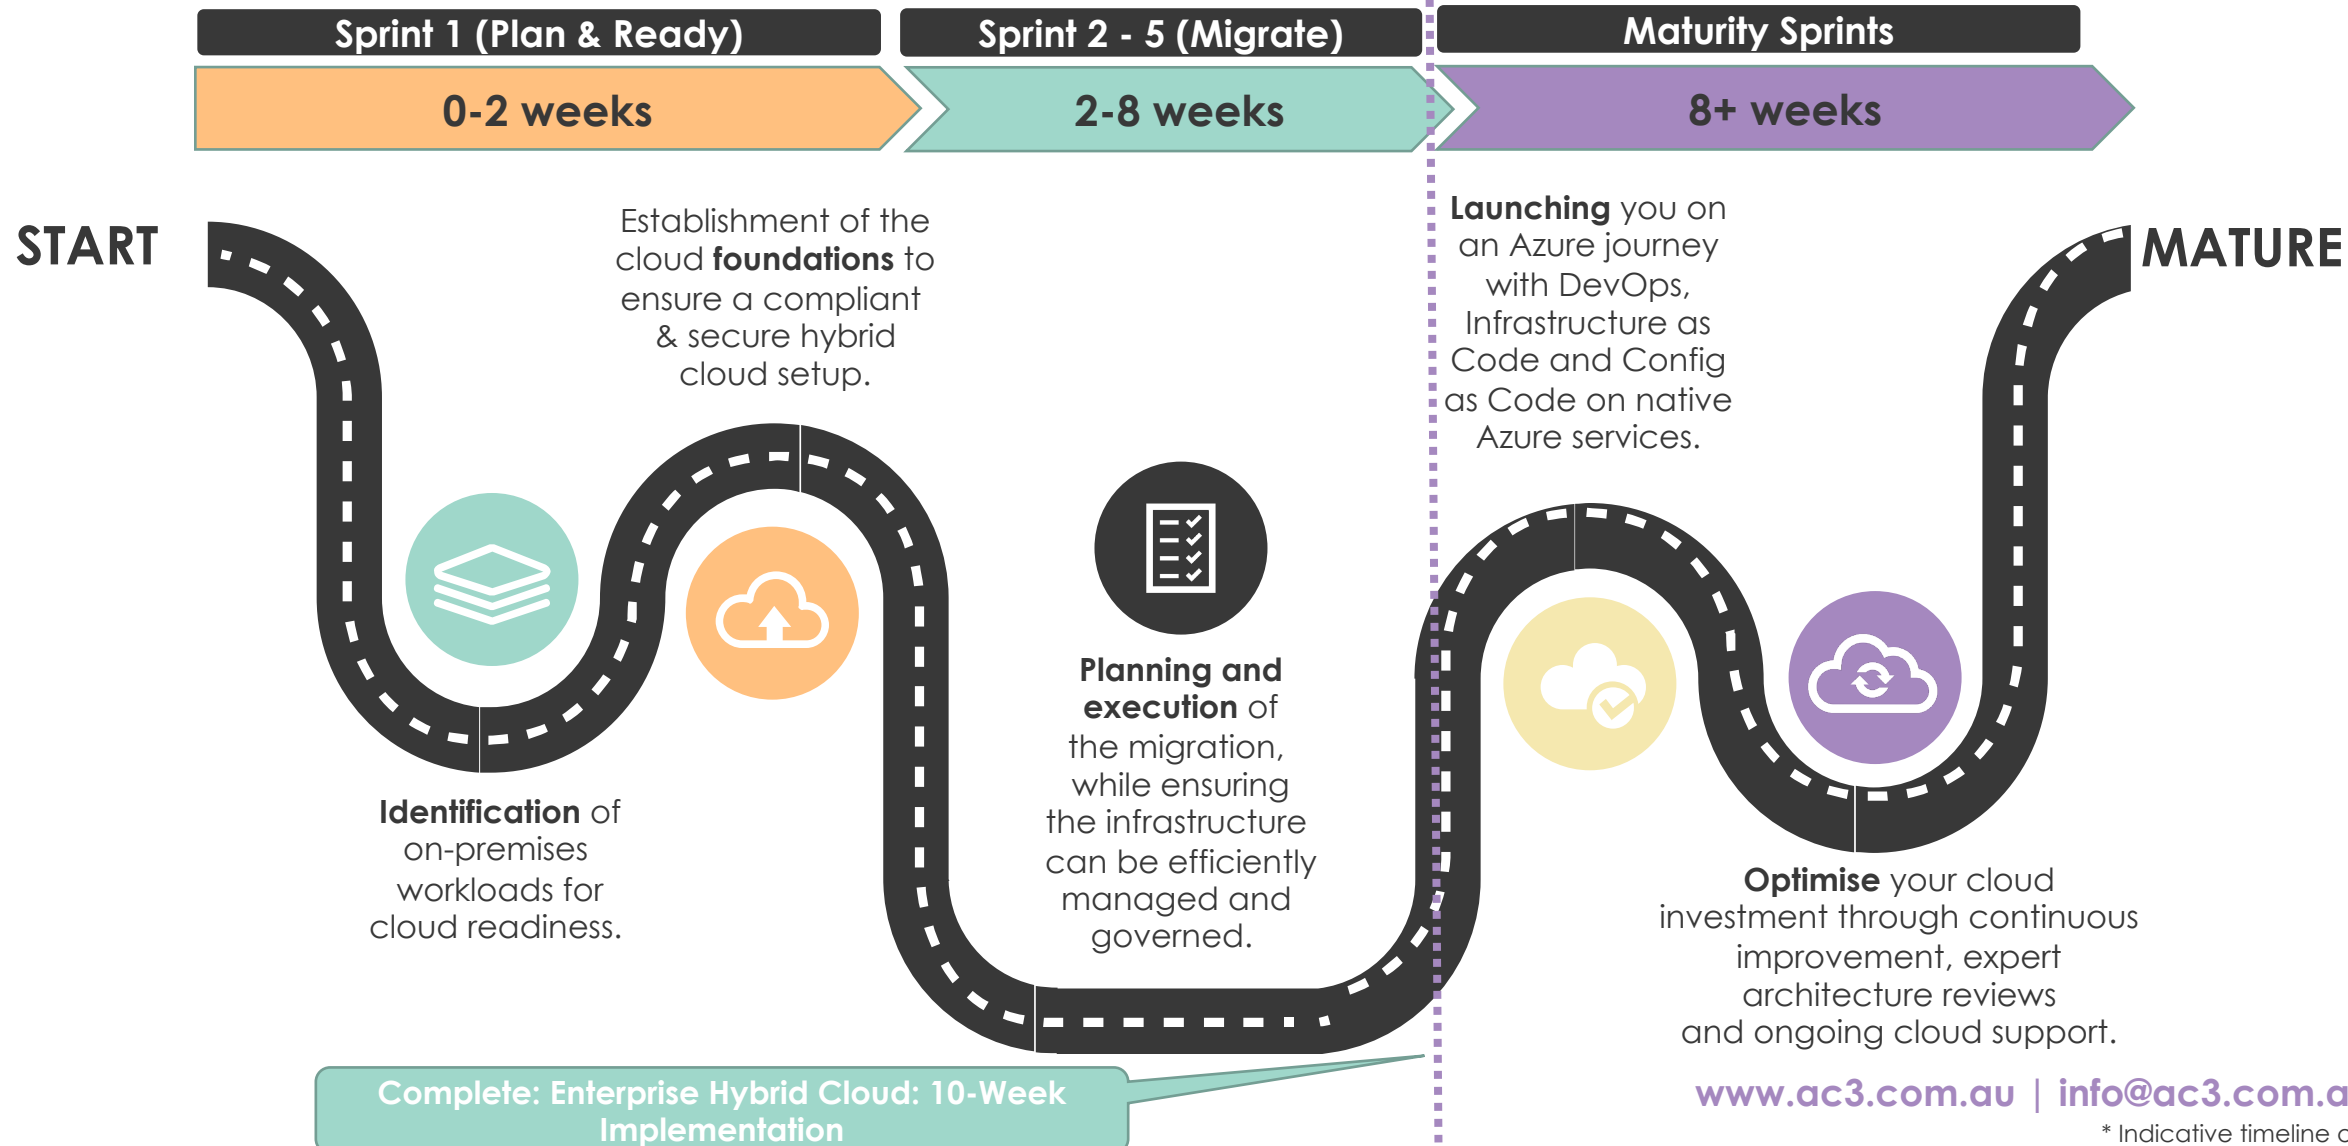 Sprint 1 (Plan & Ready)
Sprint 2 - 5 (Migrate)
Maturity Sprints
0-2 weeks
2-8 weeks
8+ weeks
START
Establishment of the
cloud foundations to
ensure a compliant
& secure hybrid
cloud setup.
Launching you on
an Azure journey
with DevOps,
Infrastructure as
Code and Config
as Code on native
Azure services.
MATURE
Identification of
on-premises
workloads for
cloud readiness.
Planning and
execution of
the migration,
while ensuring
the infrastructure
can be efficiently
managed and
governed.
Optimise your cloud
investment through continuous
improvement, expert
architecture reviews
and ongoing cloud support.
Complete: Enterprise Hybrid Cloud: 10-Week
Implementation
www.ac3.com.au | info@ac3.com.a
* Indicative timeline